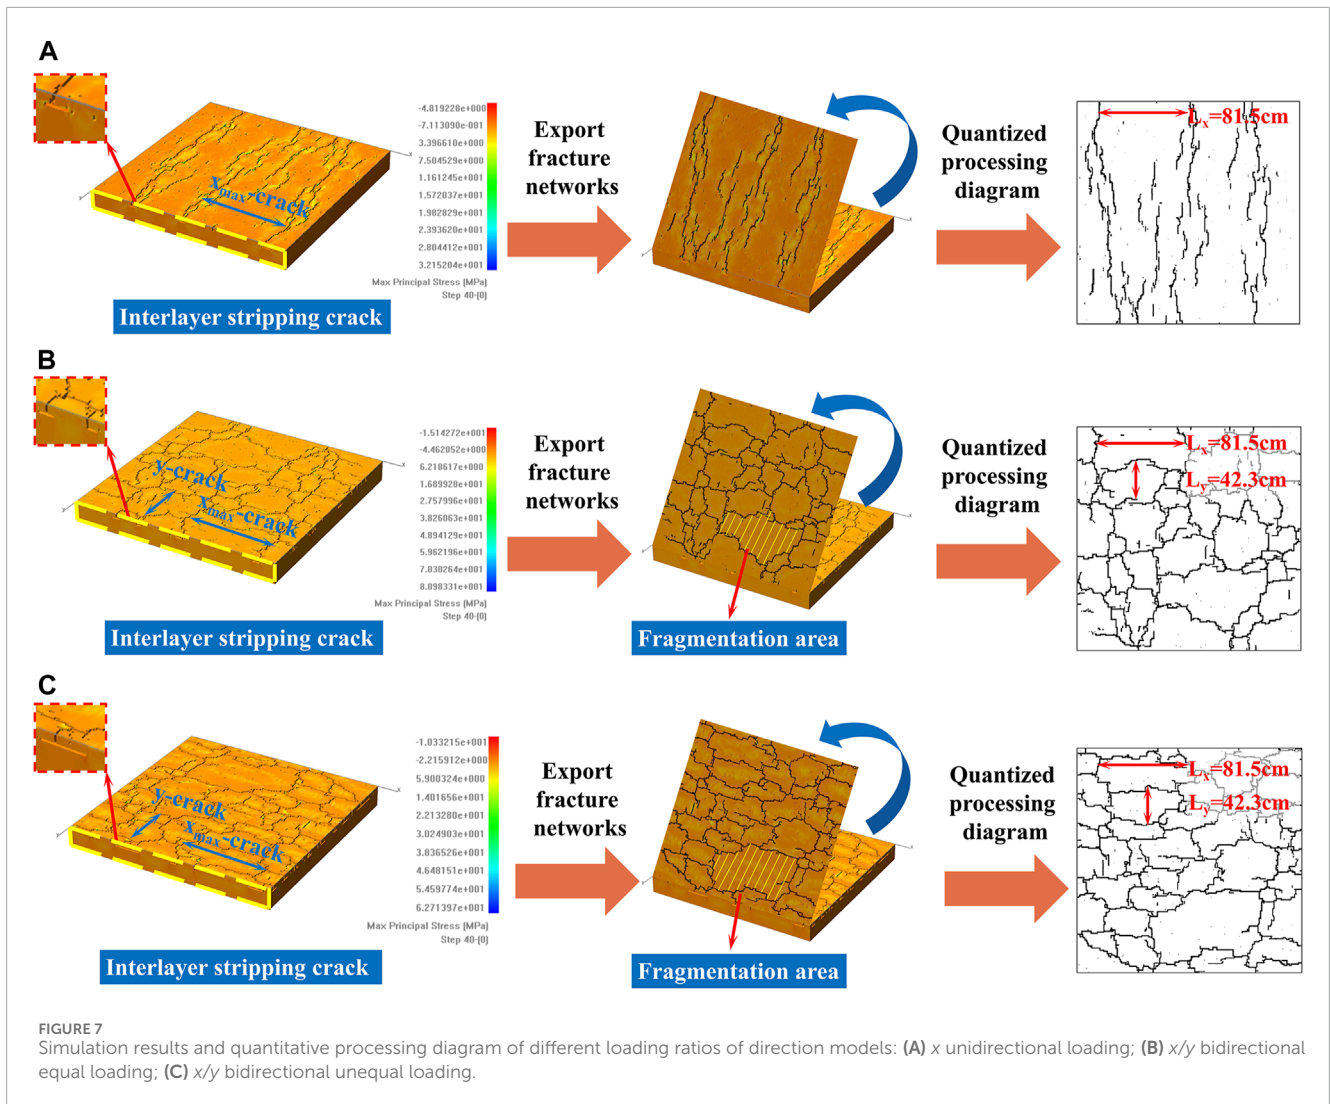 A
x
y
xmax-crack
-4.819228e+000
-7.113090e-001
3.396610e+000
7.504529e+000
1.161245e+001
1.572037e+001
1.982829e+001
2.393620e+001
2.804412e+001
3.215204e+001
Max Principal Stress [MPa]
Step 40-[0]
Interlayer stripping crack
Export
fracture
networks
x
y
Quantized
processing
diagram
Lx=81.5cm
B
x
y
y-crack
xmax-crack
-1.514272e+001
-4.462052e+000
6.218617e+000
1.689928e+001
2.757996e+001
3.826063e+001
4.894129e+001
5.962196e+001
7.030264e+001
8.098331e+001
Max Principal Stress [MPa]
Step 40-[0]
Interlayer stripping crack
Export
fracture
networks
x
y
Fragmentation area
Quantized
processing
diagram
Lx=81.5cm
Ly=42.3cm
C
x
y
y-crack
xmax-crack
-1.033215e+001
-2.215912e+000
5.900324e+000
1.401656e+001
2.213280e+001
3.024903e+001
3.836526e+001
4.648151e+001
5.459774e+001
6.271397e+001
Max Principal Stress [MPa]
Step 40-[0]
Interlayer stripping crack
Export
fracture
networks
x
y
Fragmentation area
Quantized
processing
diagram
Lx=81.5cm
Ly=42.3cm
FIGURE 7
Simulation results and quantitative processing diagram of different loading ratios of direction models: (A) x unidirectional loading; (B) x/y bidirectional
equal loading; (C) x/y bidirectional unequal loading.